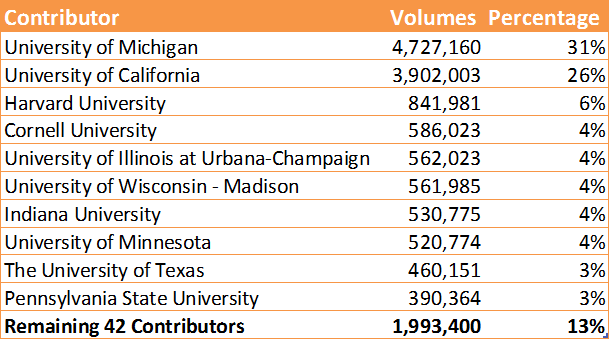 Contributor Volumes Percentage
University of Michigan 4,727,160 31%
University of California 3,902,003 26%
Harvard University 841,981 6%
Cornell University 586,023 4%
University of Illinois at Urbana-Champaign 562,023 4%
University of Wisconsin - Madison 561,985 4%
Indiana University 530,775 4%
University of Minnesota 520,774 4%
The University of Texas 460,151 3%
Pennsylvania State University 390,364 3%
Remaining 42 Contributors 1,993,400 13%